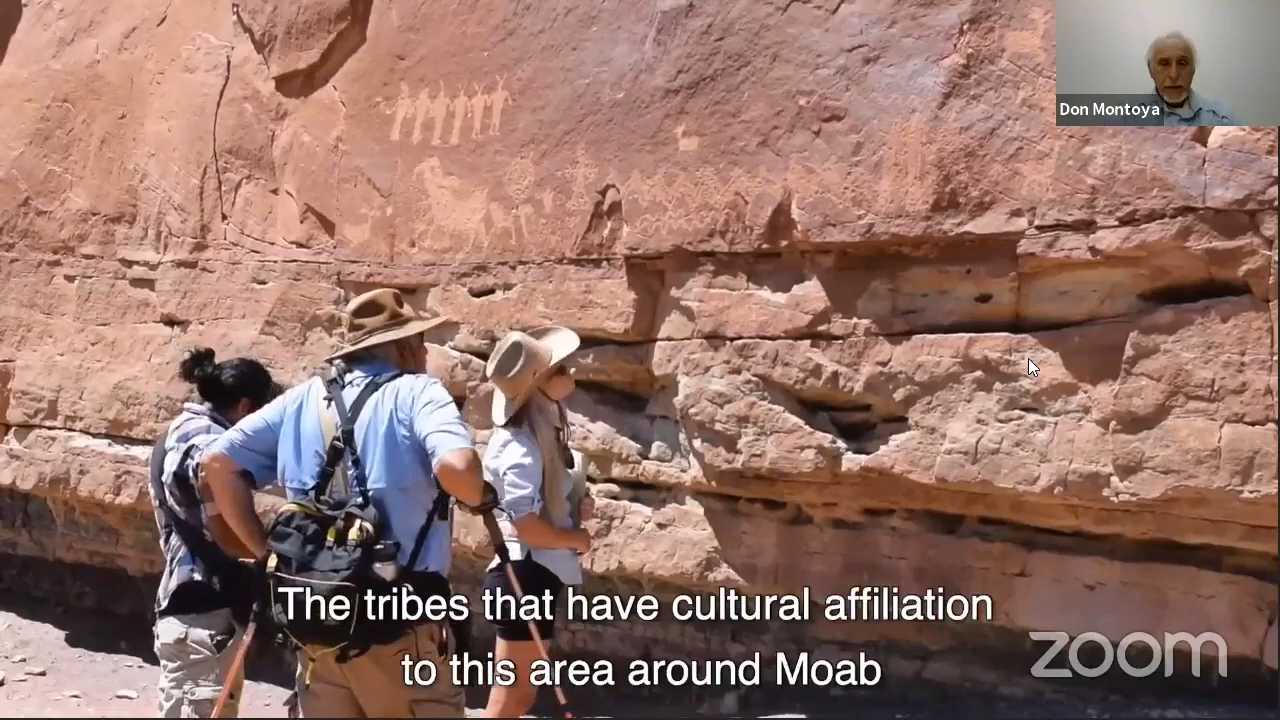 Don Montoya
The tribes that have cultural affiliation
to this area around Moab
zoom